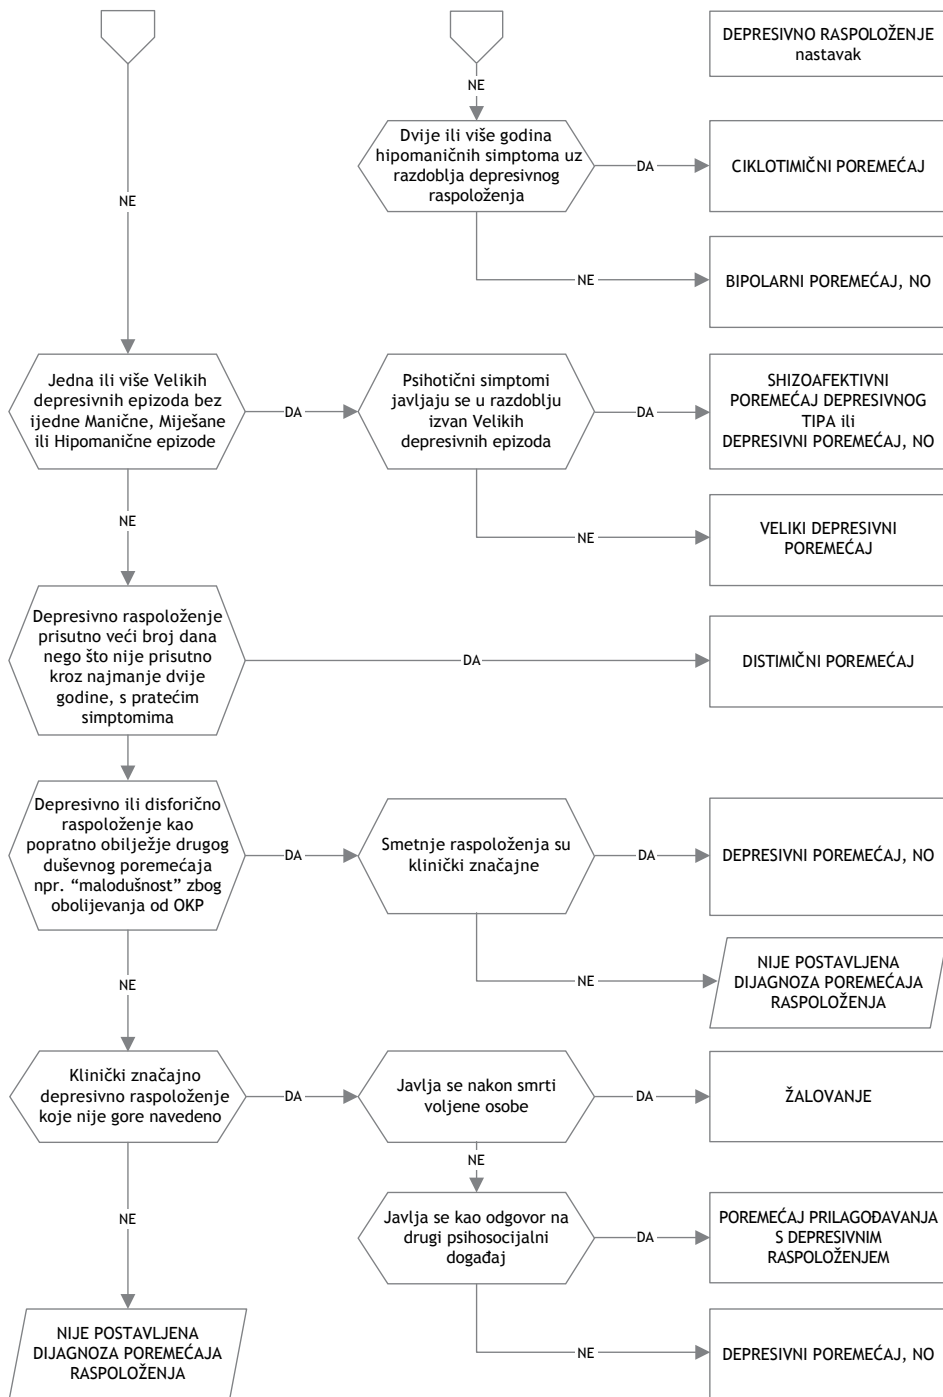 DEPRESIVNO RASPOLOŽENJE
nastavak
NE
Dvije ili više godina
hipomaničnih simptoma uz
razdoblja depresivnog
raspoloženja
DA
CIKLOTIMIČNI POREMEĆAJ
NE
NE
BIPOLARNI POREMEĆAJ, NO
Jedna ili više Velikih
depresivnih epizoda bez
ijedne Manične, Miješane
ili Hipomanične epizode
DA
Psihotični simptomi
javljaju se u razdoblju
izvan Velikih
depresivnih epizoda
DA
SHIZOAFEKTIVNI
POREMEĆAJ DEPRESIVNOG
TIPA ili
DEPRESIVNI POREMEĆAJ, NO
NE
NE
VELIKI DEPRESIVNI
POREMEĆAJ
Depresivno raspoloženje
prisutno veći broj dana
nego što nije prisutno
kroz najmanje dvije
godine, s pratećim
simptomima
DA
DISTIMIČNI POREMEĆAJ
Depresivno ili disforično
raspoloženje kao
popratno obilježje drugog
duševnog poremećaja
npr. “malodušnost” zbog
obolijevanja od OKP
DA
Smetnje raspoloženja su
klinički značajne
DA
DEPRESIVNI POREMEĆAJ, NO
NE
NE
NIJE POSTAVLJENA
DIJAGNOZA POREMEĆAJA
RASPOLOŽENJA
Klinički značajno
depresivno raspoloženje
koje nije gore navedeno
DA
Javlja se nakon smrti
voljene osobe
DA
ŽALOVANJE
NE
NE
Javlja se kao odgovor na
drugi psihosocijalni
događaj
DA
POREMEĆAJ PRILAGOĐAVANJA
S DEPRESIVNIM
RASPOLOŽENJEM
NIJE POSTAVLJENA
DIJAGNOZA POREMEĆAJA
RASPOLOŽENJA
NE
DEPRESIVNI POREMEĆAJ, NO